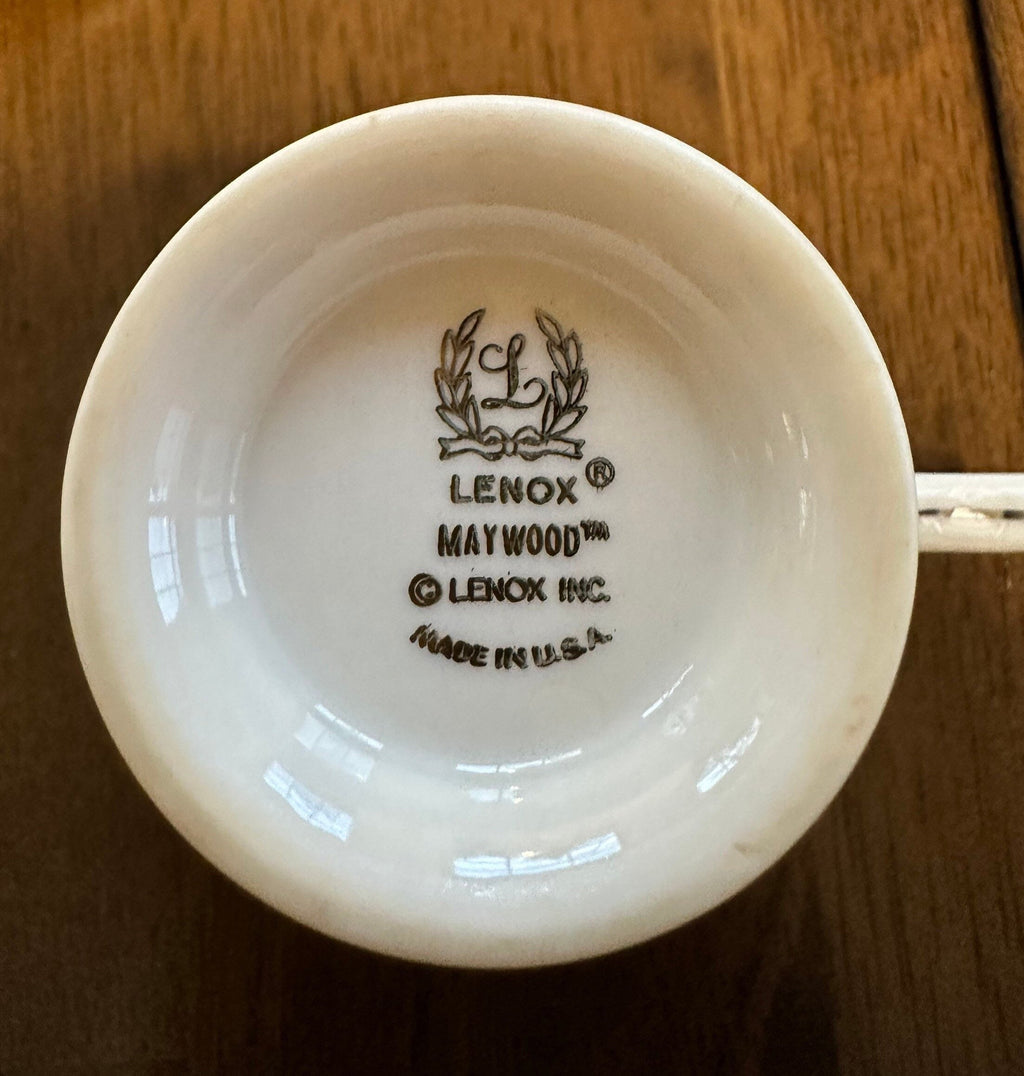 L
LENOX®
MAYWOOD™
© LENOX INC.
MADE IN U.S.A.